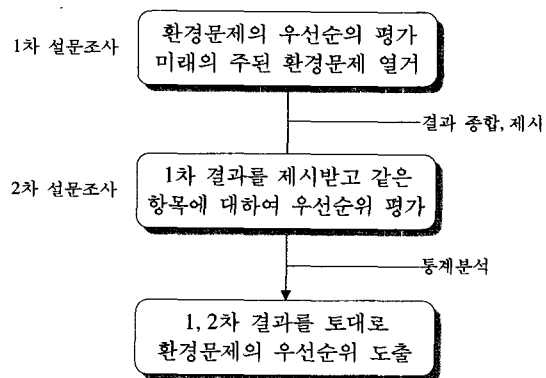 환경문제의 우선순의 평가
1차 설문조사
미래의 주된 환경문제 열거
결과 종합, 제시
1차 결과를 제시받고 같은
2차 설문조사
항목에 대하여 우선순위 평가
통계분석
1, 2차 결과를 토대로
환경문제의 우선순위 도출